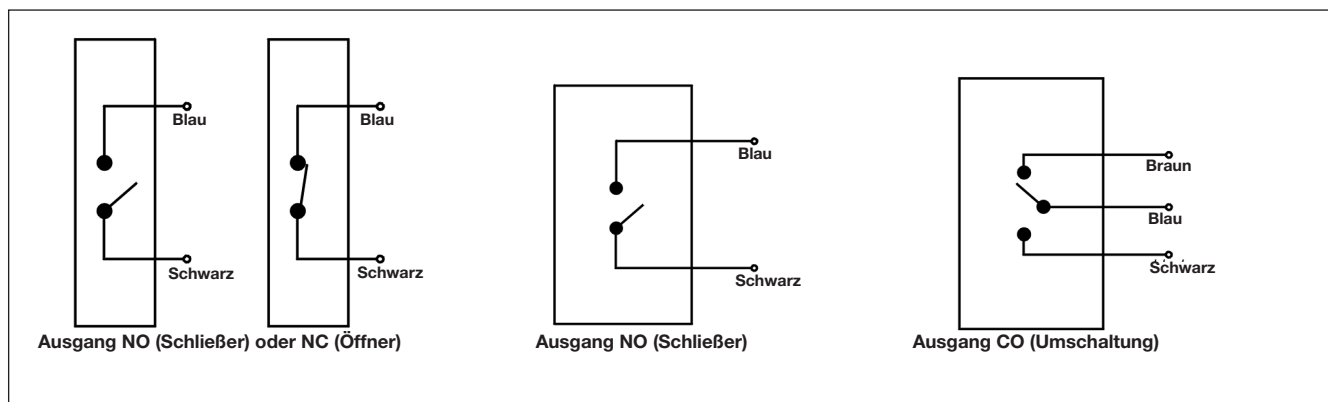 Blau
Schwarz
Blau
Schwarz
Ausgang NO (Schließer) oder NC (Öffner)
Blau
Schwarz
Ausgang NO (Schließer)
Braun
Blau
Schwarz
Ausgang CO (Umschaltung)